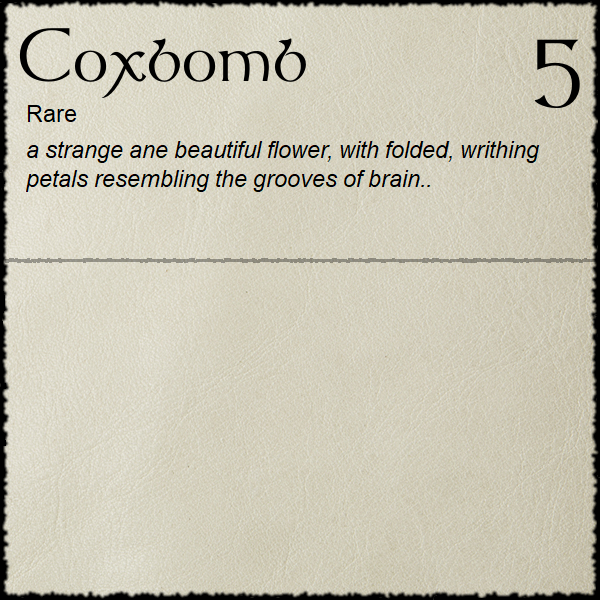 Coxbomb
5
Rare
a strange ane beautiful flower, with folded, writhing
petals resembling the grooves of brain..